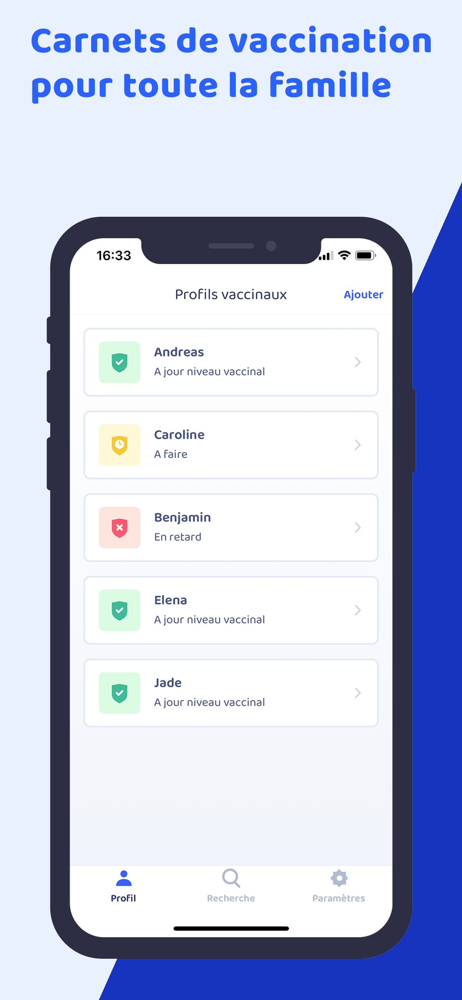 Carnets de vaccination
pour toute la famille
16:33
Profils vaccinaux
Ajouter
Andreas
A jour niveau vaccinal
Caroline
A faire
Benjamin
En retard
Elena
A jour niveau vaccinal
Jade
A jour niveau vaccinal
Profil
Recherche
Paramètres